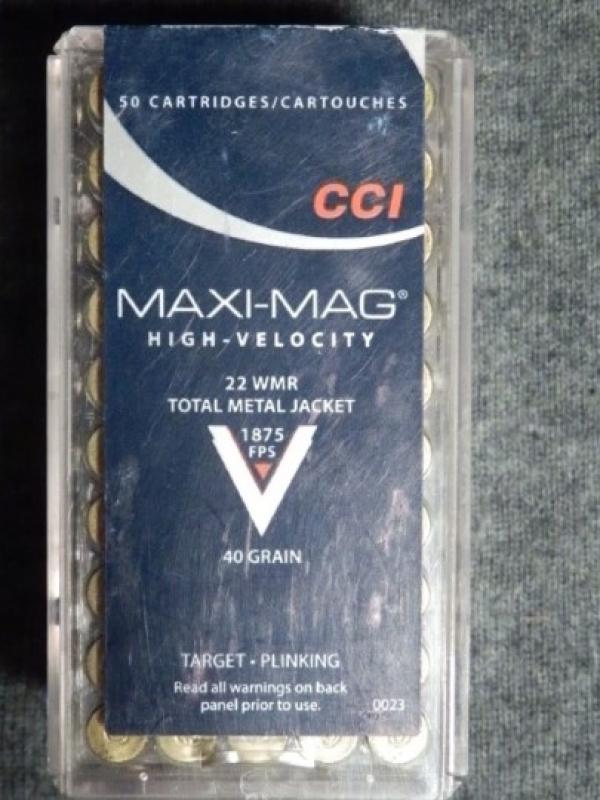 50 CARTRIDGES/CARTOUCHES
CCI
MAXI-MAG®
HIGH-VELOCITY
22 WMR
TOTAL METAL JACKET
1875
FPS
40 GRAIN
TARGET • PLINKING
Read all warnings on back
panel prior to use.
0023